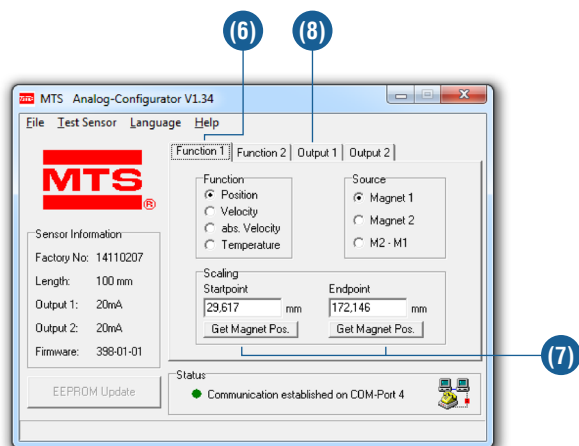 (6) (8)
MTS Analog-Configurator V1.34
File Test Sensor Language Help
Function 1 Function 2 Output 1 Output 2
MTS
®
Function
Position
Velocity
abs. Velocity
Temperature
Source
Magnet 1
Magnet 2
M2 - M1
Sensor Information
Factory No: 14110207
Length: 100 mm
Output 1: 20mA
Output 2: 20mA
Firmware: 398-01-01
Scaling
Startpoint Endpoint
29,617 mm 172,146 mm
Get Magnet Pos. Get Magnet Pos.
(7)
EEPROM Update
Status
Communication established on COM-Port 4